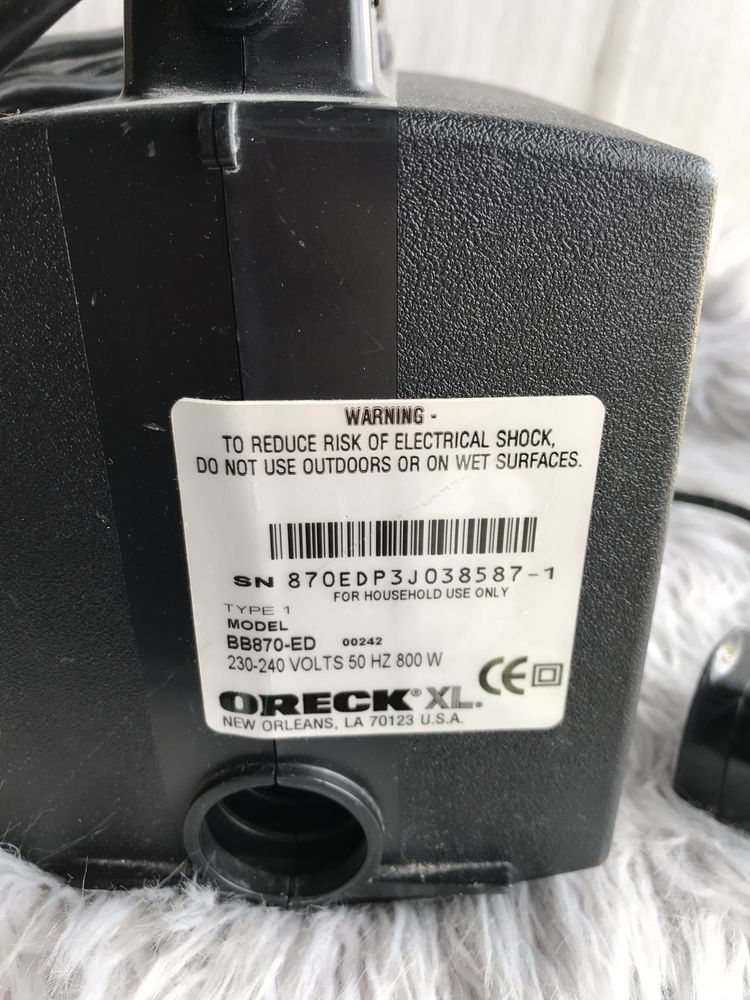 WARNING -
TO REDUCE RISK OF ELECTRICAL SHOCK,
DO NOT USE OUTDOORS OR ON WET SURFACES.
SN 870EDP3J038587-1
FOR HOUSEHOLD USE ONLY
TYPE 1
MODEL
BB870-ED 00242
230-240 VOLTS 50 HZ 800 W
ORECK® XL® CE
NEW ORLEANS, LA 70123 U.S.A.